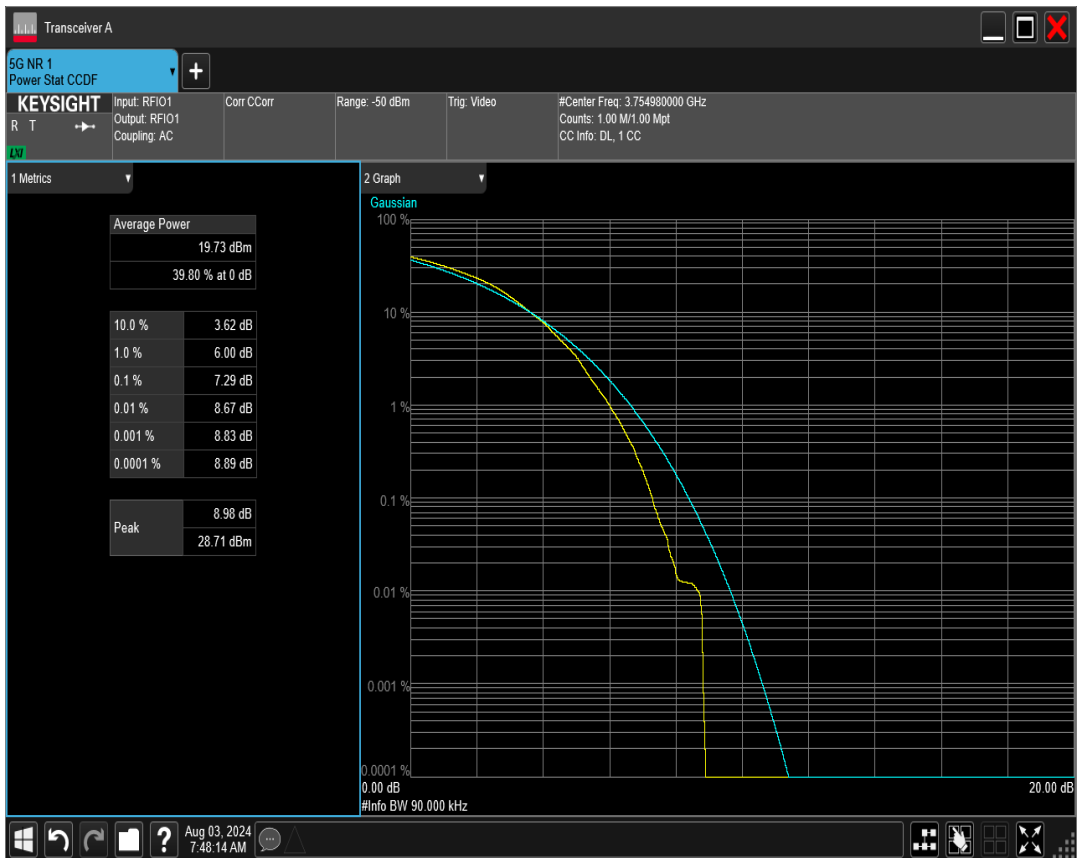 Transceiver A
5G NR 1
Power Stat CCDF
KEYSIGHT
R T
LXI
Input: RFIO1
Output: RFIO1
Coupling: AC
Corr CCorr
Range: -50 dBm
Trig: Video
#Center Freq: 3.754980000 GHz
Counts: 1.00 M/1.00 Mpt
CC Info: DL, 1 CC
1 Metrics
Average Power
19.73 dBm
39.80 % at 0 dB
10.0 % 3.62 dB
1.0 % 6.00 dB
0.1 % 7.29 dB
0.01 % 8.67 dB
0.001 % 8.83 dB
0.0001 % 8.89 dB
Peak 8.98 dB
28.71 dBm
2 Graph
Gaussian
100 %
10 %
1 %
0.1 %
0.01 %
0.001 %
0.0001 %
0.00 dB 20.00 dB
#Info BW 90.000 kHz
? Aug 03, 2024
7:48:14 AM